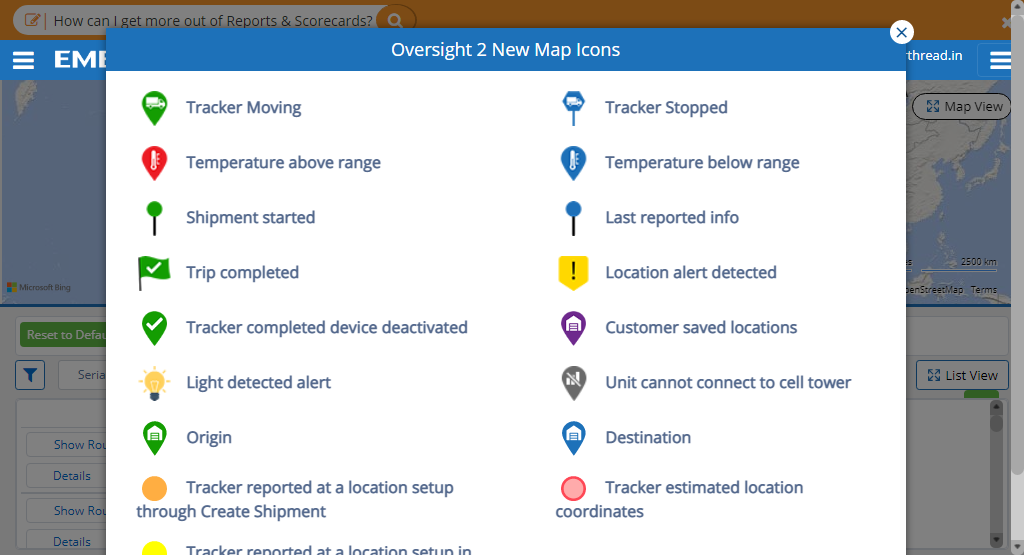 How can I get more out of Reports & Scorecards?
Oversight 2 New Map Icons
EME
rthread.in
Tracker Moving
Tracker Stopped
Map View
Temperature above range
Temperature below range
Shipment started
Last reported info
Trip completed
Location alert detected
2500 km
Microsoft Bing
OpenStreetMap Terms
Tracker completed device deactivated
Customer saved locations
Reset to Defau
Light detected alert
Unit cannot connect to cell tower
Seria
List View
Origin
Destination
Show Rou
Details
Tracker reported at a location setup
through Create Shipment
Tracker estimated location
coordinates
Show Rou
Details
Tracker reported at a location setup in